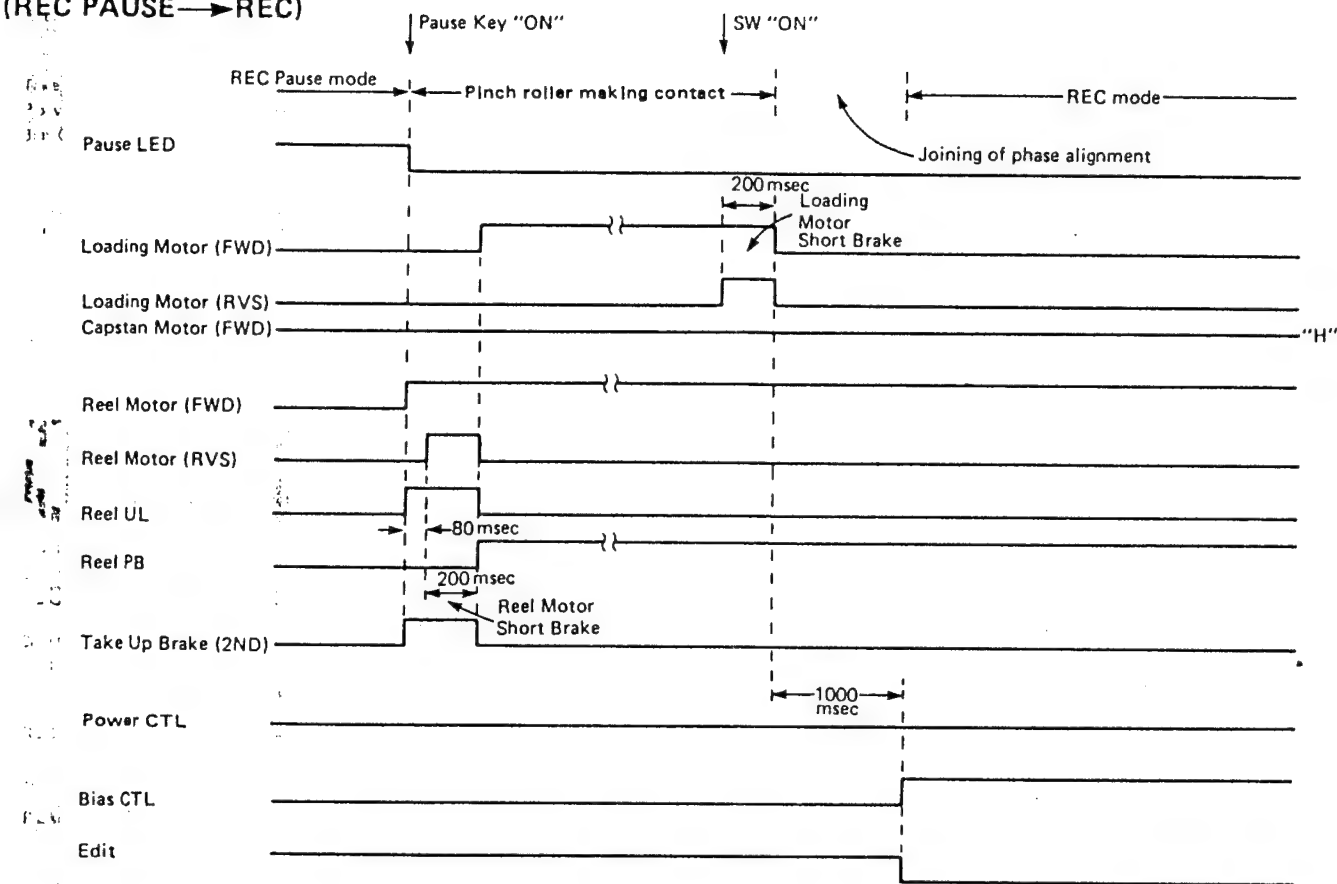 (REC PAUSE→REC)
Pause Key "ON"
SW "ON"
REC Pause mode
Pinch roller making contact
REC mode
Pause LED
Joining of phase alignment
200 msec
Loading
Motor
Short Brake
Loading Motor (FWD)
Loading Motor (RVS)
Capstan Motor (FWD)
"H"
Reel Motor (FWD)
Reel Motor (RVS)
Reel UL
80 msec
Reel PB
200 msec
Reel Motor
Short Brake
Take Up Brake (2ND)
1000
msec
Power CTL
Bias CTL
Edit